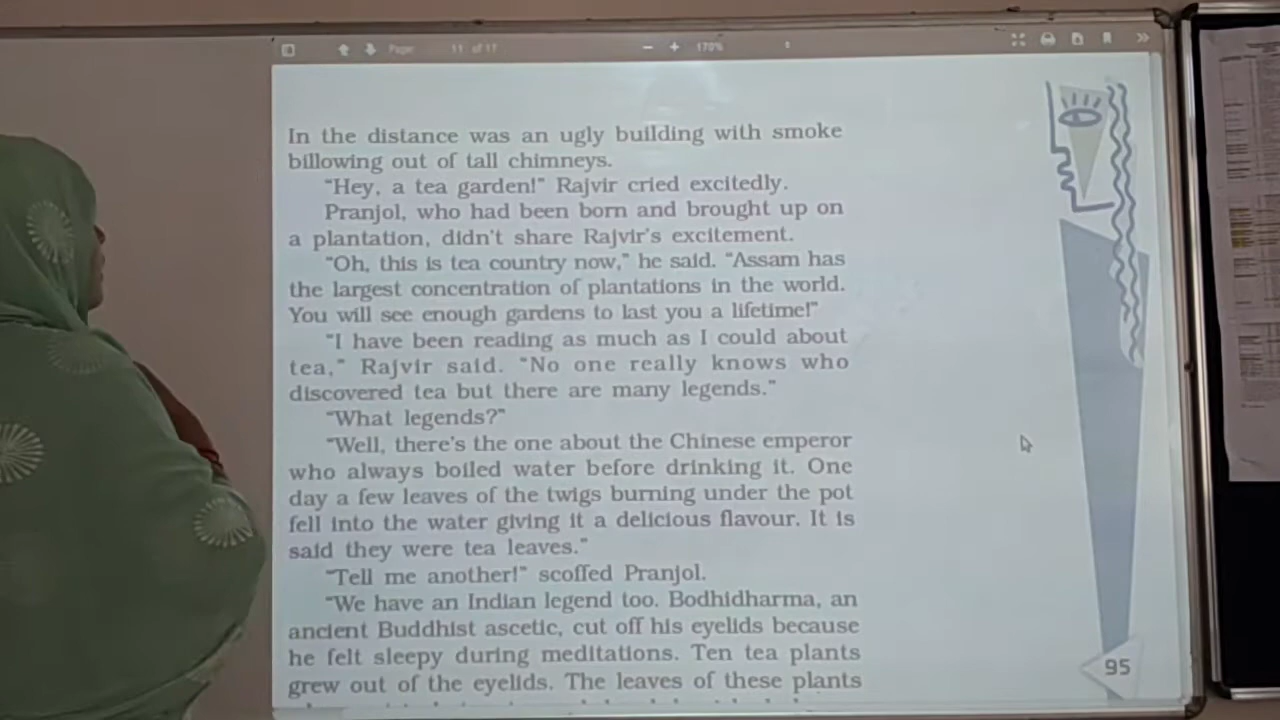 Page 11 of 17
170%
In the distance was an ugly building with smoke
billowing out of tall chimneys.
“Hey, a tea garden!” Rajvir cried excitedly.
Pranjol, who had been born and brought up on
a plantation, didn't share Rajvir's excitement.
“Oh, this is tea country now,” he said. “Assam has
the largest concentration of plantations in the world.
You will see enough gardens to last you a lifetime!”
“I have been reading as much as I could about
tea,” Rajvir said. “No one really knows who
discovered tea but there are many legends.”
“What legends?”
“Well, there's the one about the Chinese emperor
who always boiled water before drinking it. One
day a few leaves of the twigs burning under the pot
fell into the water giving it a delicious flavour. It is
said they were tea leaves.”
“Tell me another!” scoffed Pranjol.
“We have an Indian legend too. Bodhidharma, an
ancient Buddhist ascetic, cut off his eyelids because
he felt sleepy during meditations. Ten tea plants
grew out of the eyelids. The leaves of these plants
95